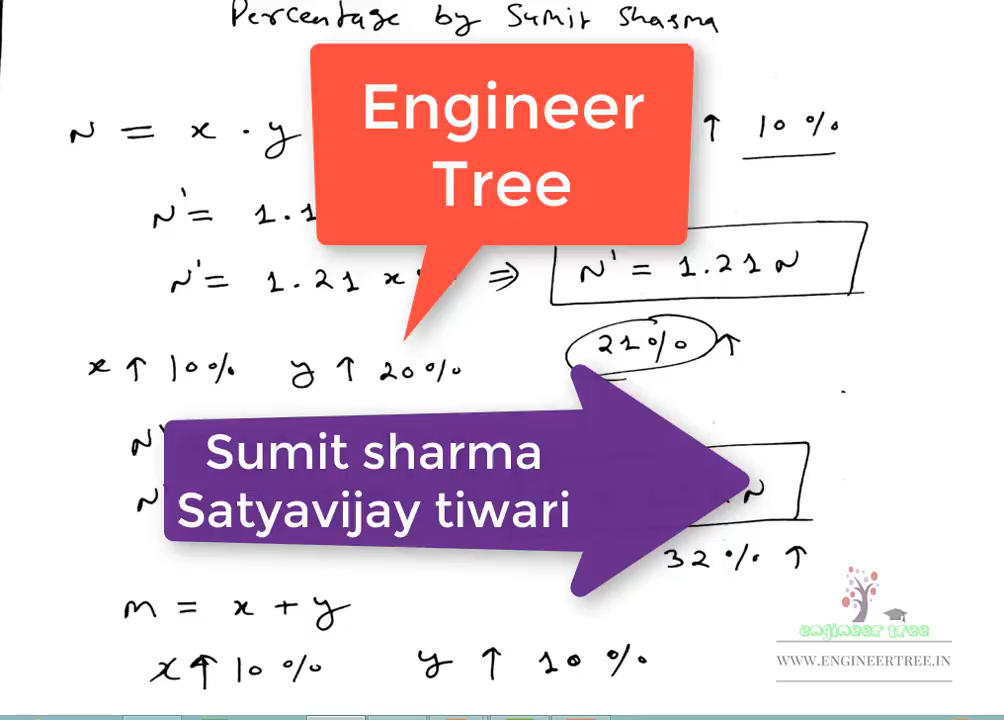 Percentage by Sumit Sharma
Engineer
Tree
N = x · y ↑ 10 %
N' = 1.1
N' = 1.21 x ⇒ N' = 1.21 N
21% ↑
x ↑ 10% y ↑ 20%
N'
Sumit sharma
Satyavijay tiwari
N N
32 % ↑
m = x + y
x ↑ 10 % y ↑ 10 %
engineer tree
WWW.ENGINEERTREE.IN